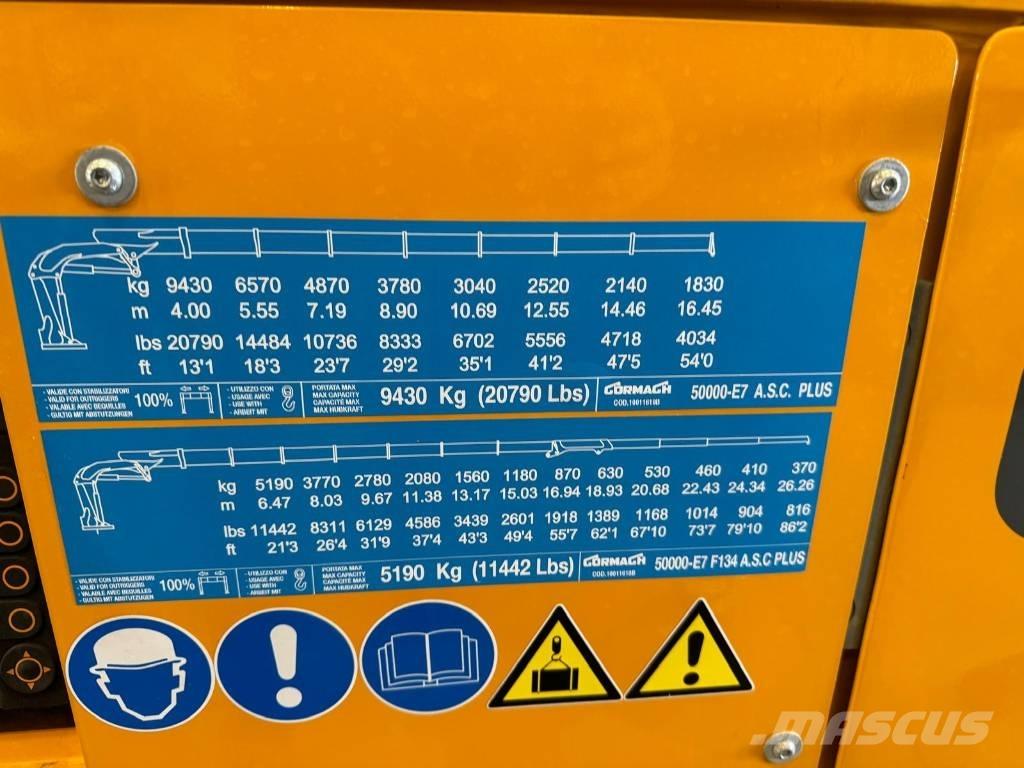 kg 9430 6570 4870 3780 3040 2520 2140 1830
m 4.00 5.55 7.19 8.90 10.69 12.55 14.46 16.45
lbs 20790 14484 10736 8333 6702 5556 4718 4034
ft 13'1 18'3 23'7 29'2 35'1 41'2 47'5 54'0
- VALIDE CON STABILIZZATORI
- VALID FOR OUTRIGGERS
- VALABLE AVEC BEQUILLES
- GULTIG MIT ABSTUTZUNGEN
100%
- UTILIZZO CON
- USAGE AVEC
- USE WITH
- ARBEIT MIT
PORTATA MAX
MAX CAPACITY
CAPACITÉ MAX
MAX HUBKRAFT
9430 Kg (20790 Lbs)
CORMACH
COD.10011618B
50000-E7 A.S.C. PLUS
kg 5190 3770 2780 2080 1560 1180 870 630 530 460 410 370
m 6.47 8.03 9.67 11.38 13.17 15.03 16.94 18.93 20.68 22.43 24.34 26.26
lbs 11442 8311 6129 4586 3439 2601 1918 1389 1168 1014 904 816
ft 21'3 26'4 31'9 37'4 43'3 49'4 55'7 62'1 67'10 73'7 79'10 86'2
- VALIDE CON STABILIZZATORI
- VALID FOR OUTRIGGERS
- VALABLE AVEC BEQUILLES
- GULTIG MIT ABSTUTZUNGEN
100%
- UTILIZZO CON
- USAGE AVEC
- USE WITH
- ARBEIT MIT
PORTATA MAX
MAX CAPACITY
CAPACITÉ MAX
MAX HUBKRAFT
5190 Kg (11442 Lbs)
CORMACH
COD.10011618B
50000-E7 F134 A.S.C PLUS
MASCUS